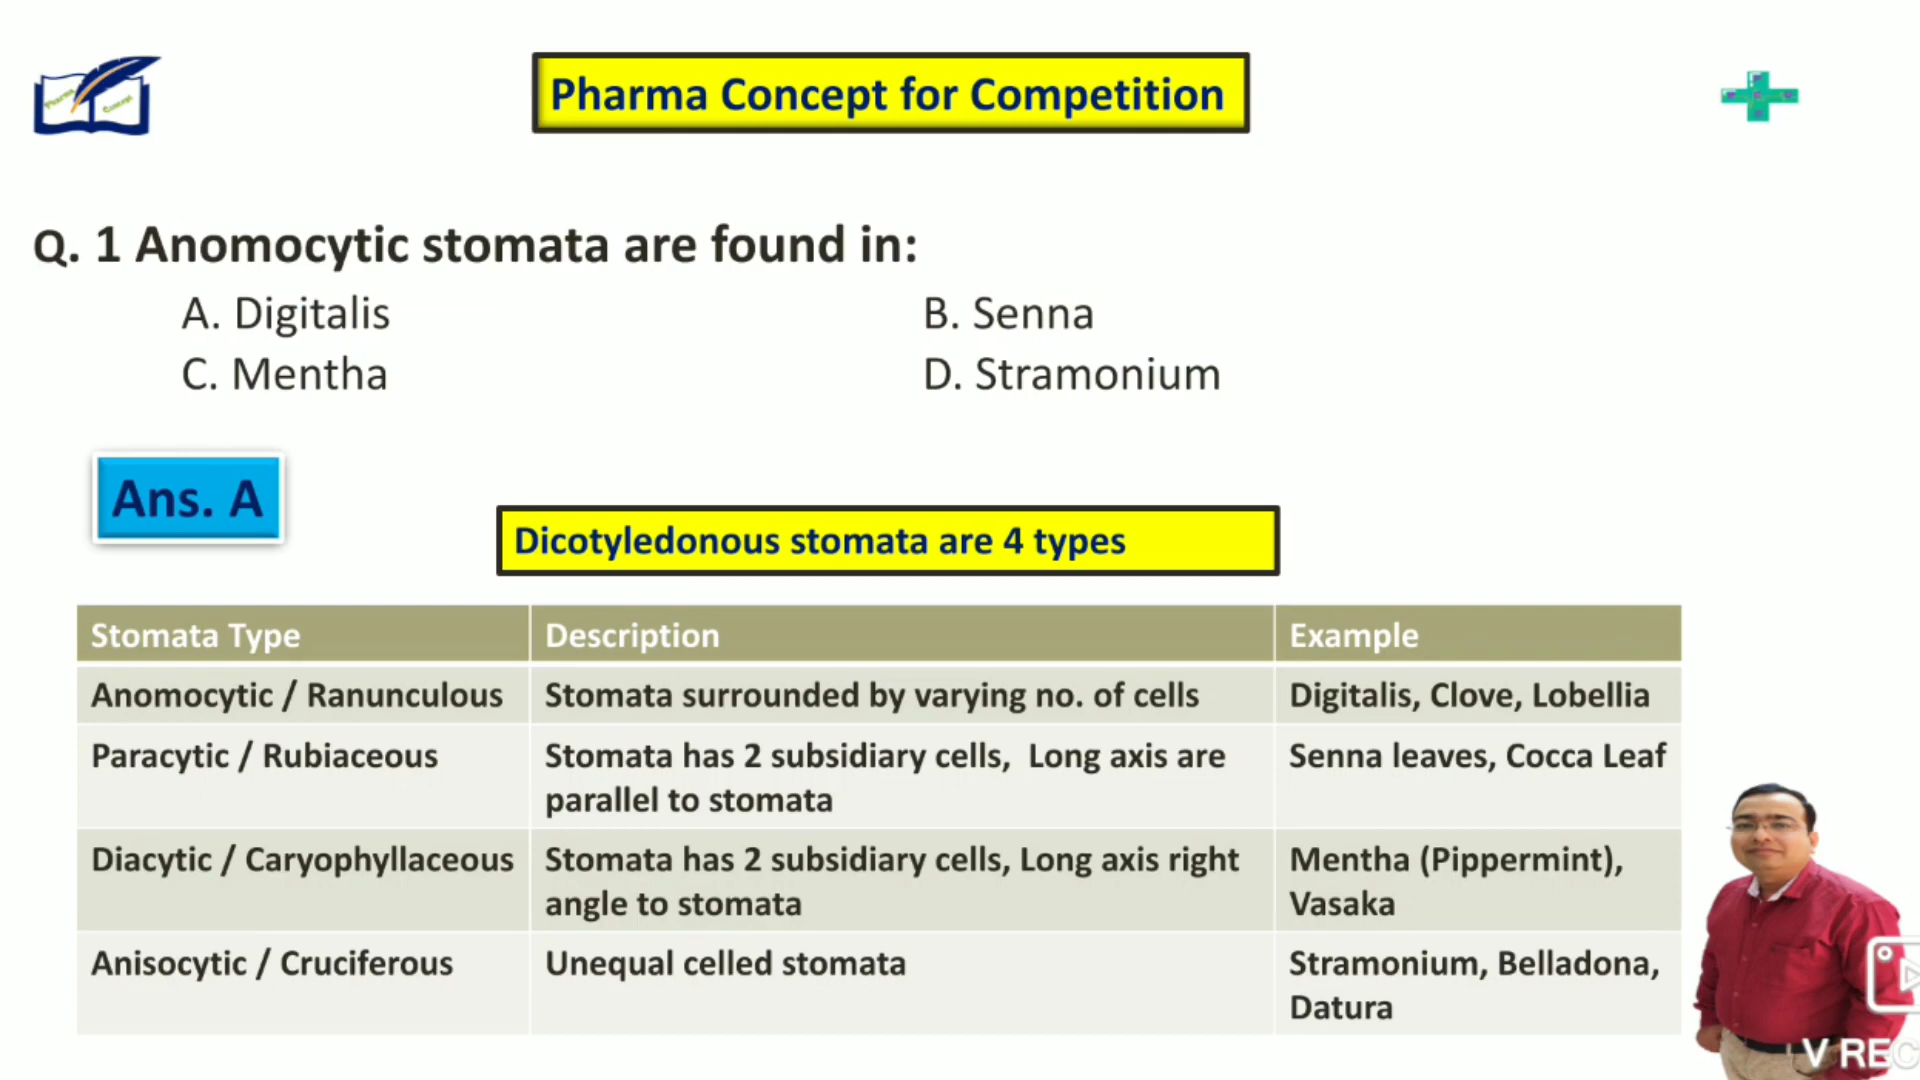 Pharma Concept
Pharma Concept for Competition
Q. 1 Anomocytic stomata are found in:
A. Digitalis
B. Senna
C. Mentha
D. Stramonium
Ans. A
Dicotyledonous stomata are 4 types
Stomata Type
Description
Example
Anomocytic / Ranunculous
Stomata surrounded by varying no. of cells
Digitalis, Clove, Lobellia
Paracytic / Rubiaceous
Stomata has 2 subsidiary cells,  Long axis are
parallel to stomata
Senna leaves, Cocca Leaf
Diacytic / Caryophyllaceous
Stomata has 2 subsidiary cells, Long axis right
angle to stomata
Mentha (Pippermint),
Vasaka
Anisocytic / Cruciferous
Unequal celled stomata
Stramonium, Belladona,
Datura
V REC